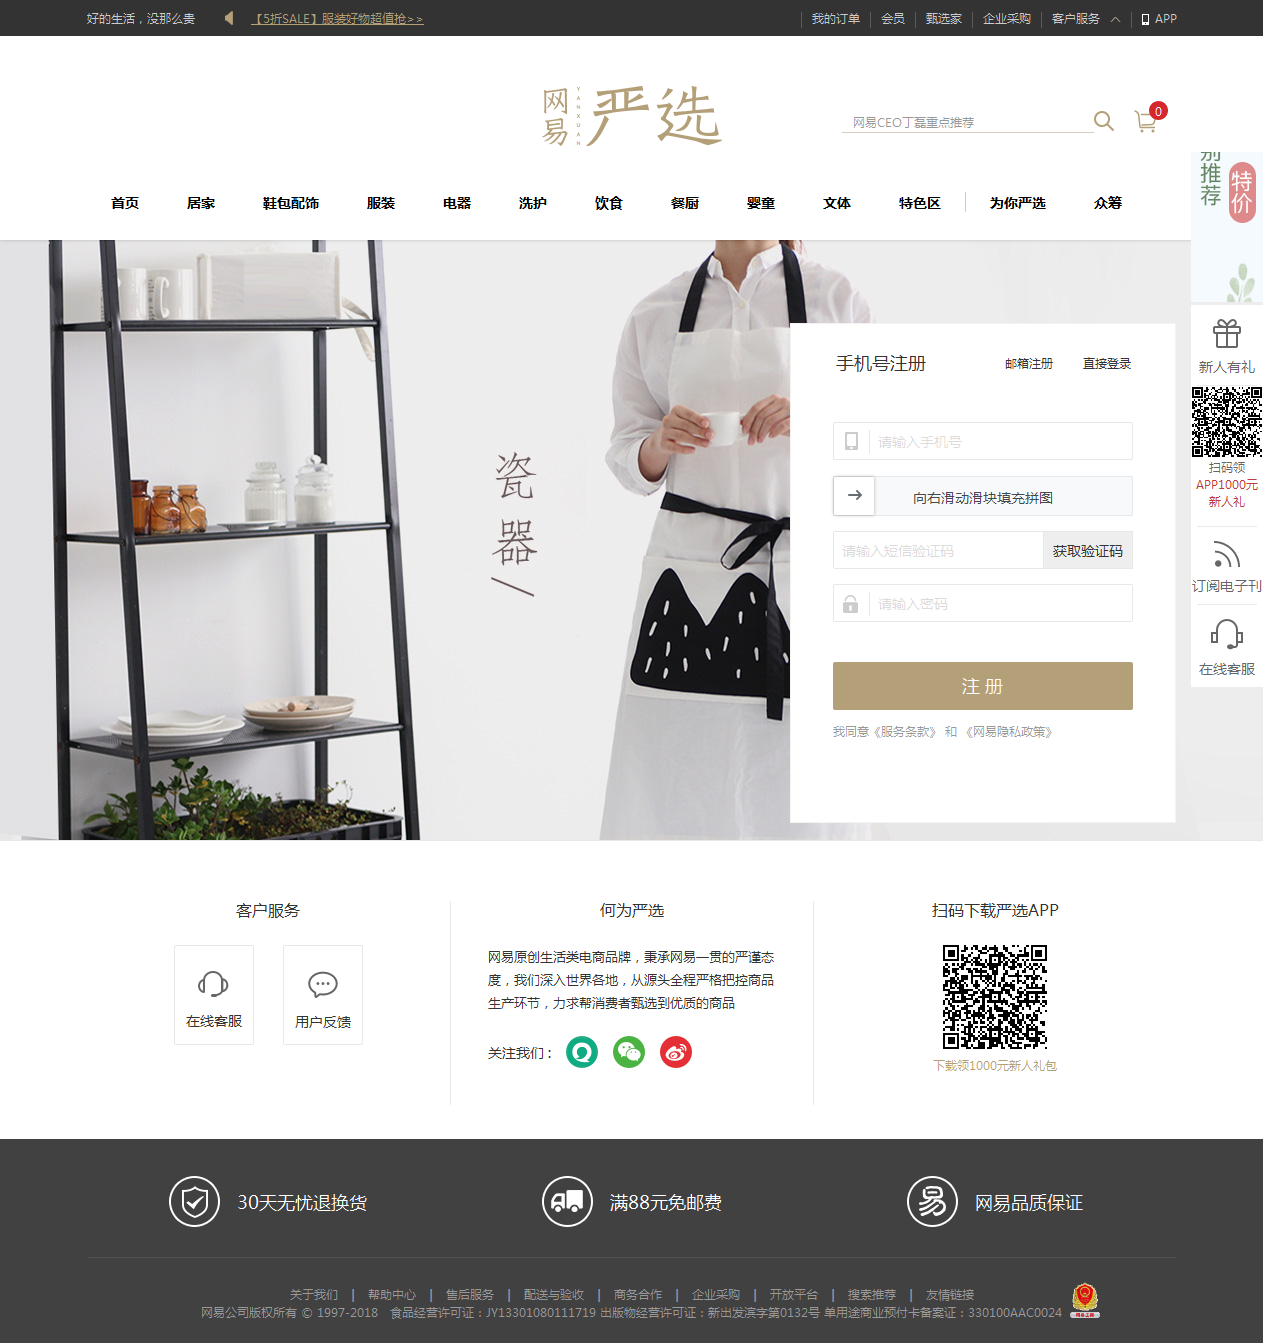 好的生活，没那么贵
【5折SALE】服装好物超值抢>>
我的订单
会员
甄选家
企业采购
客户服务
APP
网易
YANXUAN
严选
网易CEO丁磊重点推荐
0
首页
居家
鞋包配饰
服装
电器
洗护
饮食
餐厨
婴童
文体
特色区
为你严选
众筹
别推荐
特价
新人有礼
扫码领
APP1000元
新人礼
订阅电子刊
在线客服
瓷器/
手机号注册
邮箱注册
直接登录
请输入手机号
向右滑动滑块填充拼图
请输入短信验证码
获取验证码
请输入密码
注 册
我同意《服务条款》 和 《网易隐私政策》
客户服务
在线客服
用户反馈
何为严选
网易原创生活类电商品牌，秉承网易一贯的严谨态
度，我们深入世界各地，从源头全程严格把控商品
生产环节，力求帮消费者甄选到优质的商品
关注我们：
扫码下载严选APP
下载领1000元新人礼包
30天无忧退换货
满88元免邮费
易
网易品质保证
关于我们 | 帮助中心 | 售后服务 | 配送与验收 | 商务合作 | 企业采购 | 开放平台 | 搜索推荐 | 友情链接
网易公司版权所有 © 1997-2018 食品经营许可证：JY13301080111719 出版物经营许可证：新出发滨字第0132号 单用途商业预付卡备案证：330100AAC0024